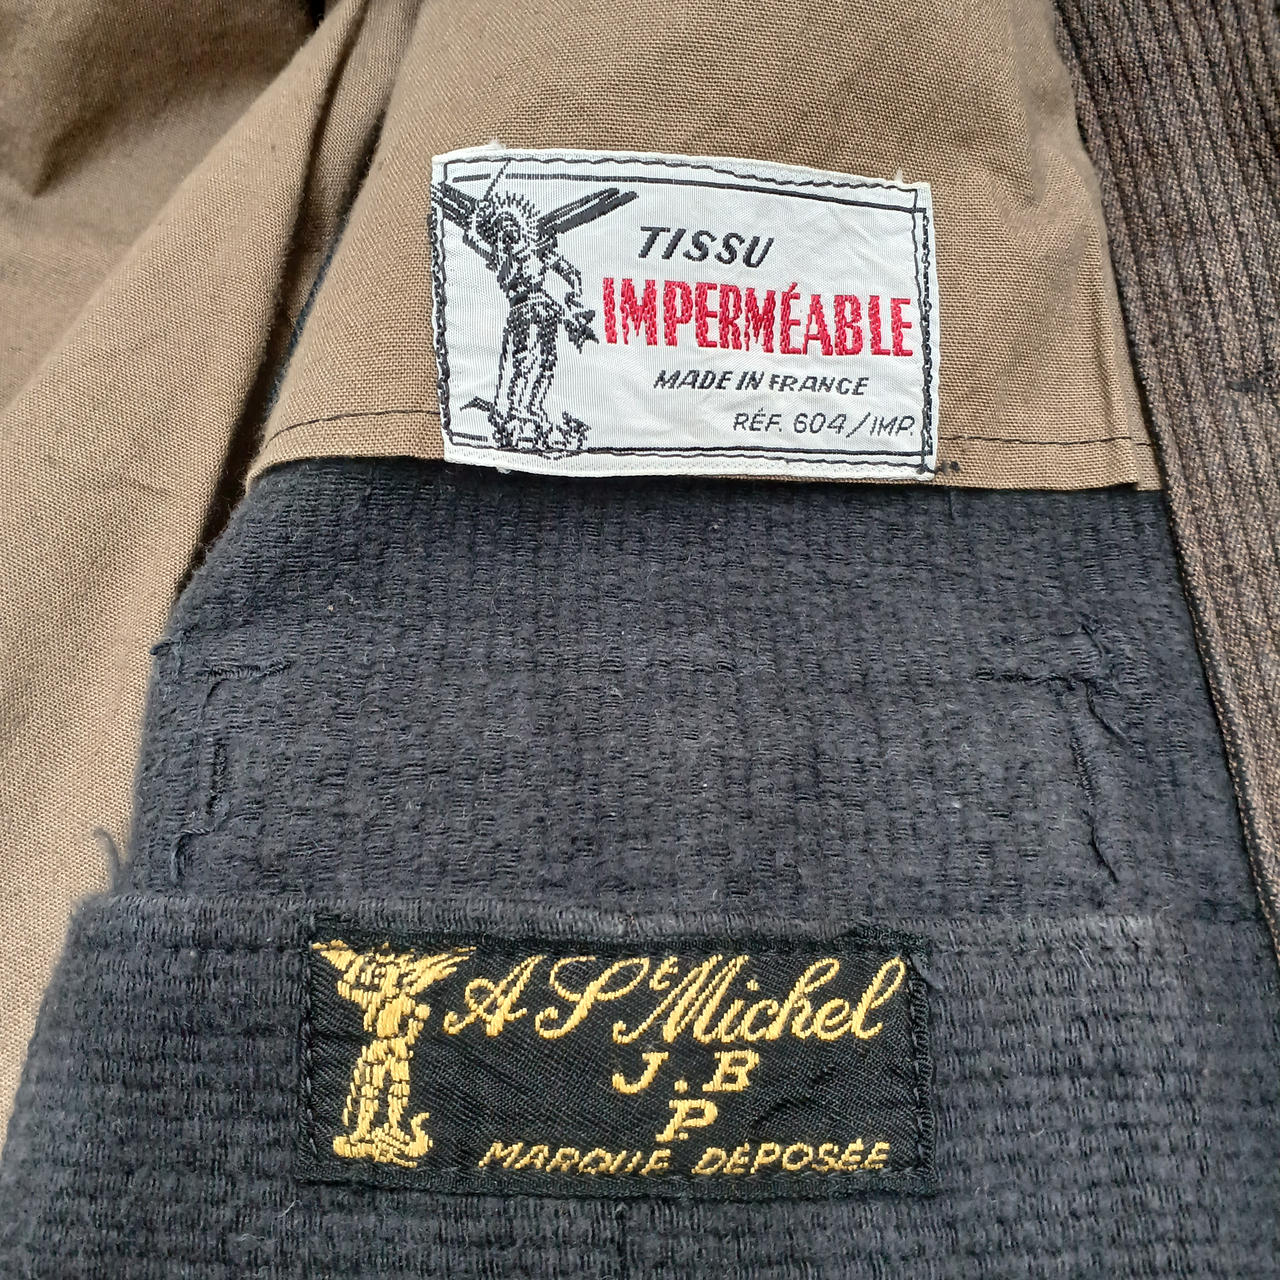 TISSU
IMPERMÉABLE
MADE IN FRANCE
RÉF. 604/IMP.
A St Michel
J.B
P.
MARQUE DÉPOSÉE